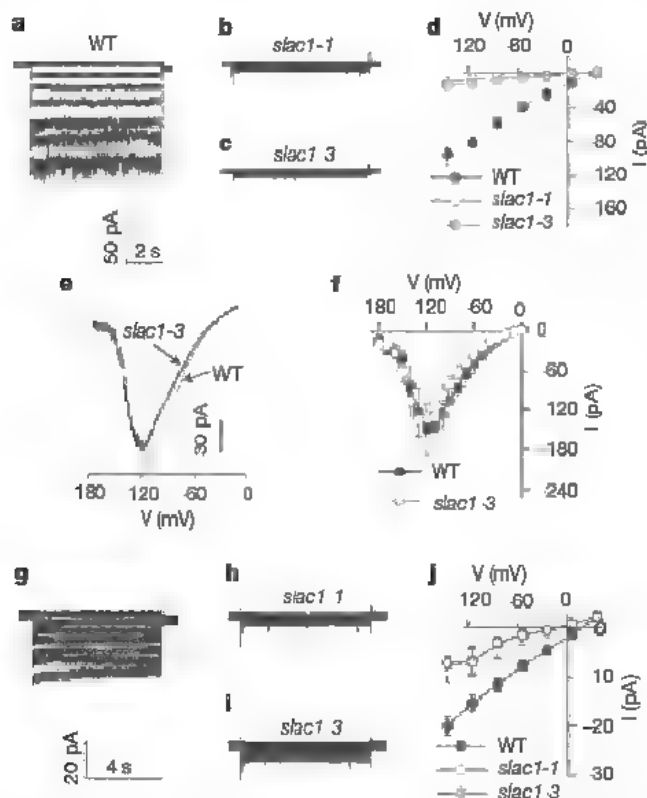 a
WT
50 pA
2 s
b
slac1-1
c
slac1 3
d
V (mV)
120 80 0
40
80
120
160
I (pA)
WT
slac1-1
slac1-3
e
slac1-3
WT
30 pA
180 120 -60 0
V (mV)
f
V (mV)
180 120 60 0
0
-60
120
180
240
I (pA)
WT
slac1 3
g
20 pA
4 s
h
slac1 1
i
slac1 3
j
V (mV)
120 60 0
0
10
-20
-30
I (pA)
WT
slac1-1
slac1 3